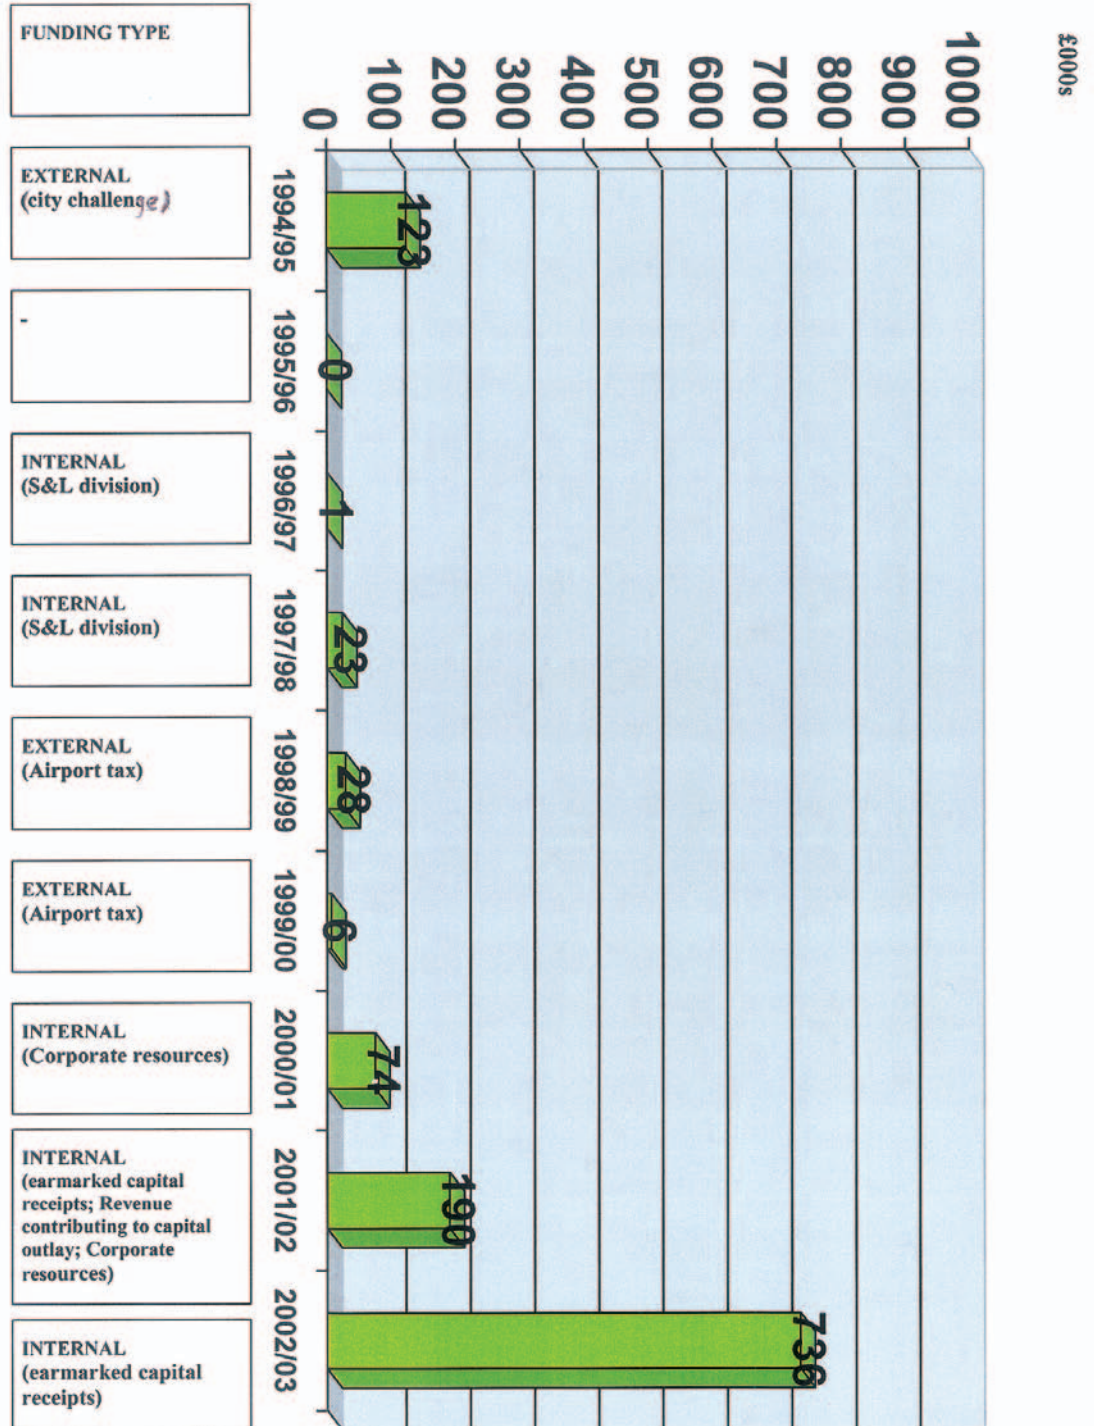 £000s
1000
900
800
700
600
500
400
300
200
100
0
123
0
1
23
28
6
74
190
736
1994/95
1995/96
1996/97
1997/98
1998/99
1999/00
2000/01
2001/02
2002/03
FUNDING TYPE
EXTERNAL
(city challenge)
-
INTERNAL
(S&L division)
INTERNAL
(S&L division)
EXTERNAL
(Airport tax)
EXTERNAL
(Airport tax)
INTERNAL
(Corporate resources)
INTERNAL
(earmarked capital
receipts; Revenue
contributing to capital
outlay; Corporate
resources)
INTERNAL
(earmarked capital
receipts)